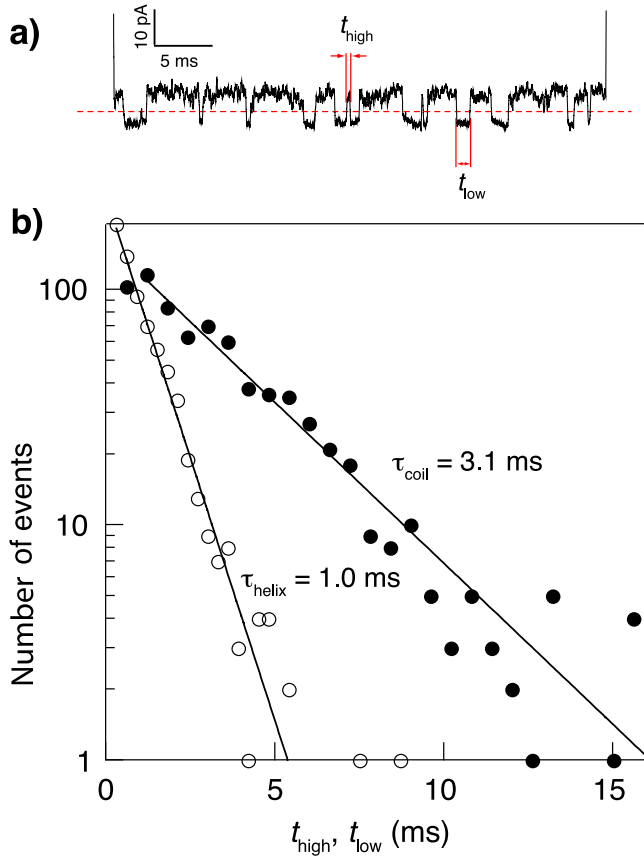 a)
10 pA
5 ms
t_high
t_low
b)
100
10
1
Number of events
τ_coil = 3.1 ms
τ_helix = 1.0 ms
0 5 10 15
t_high, t_low (ms)